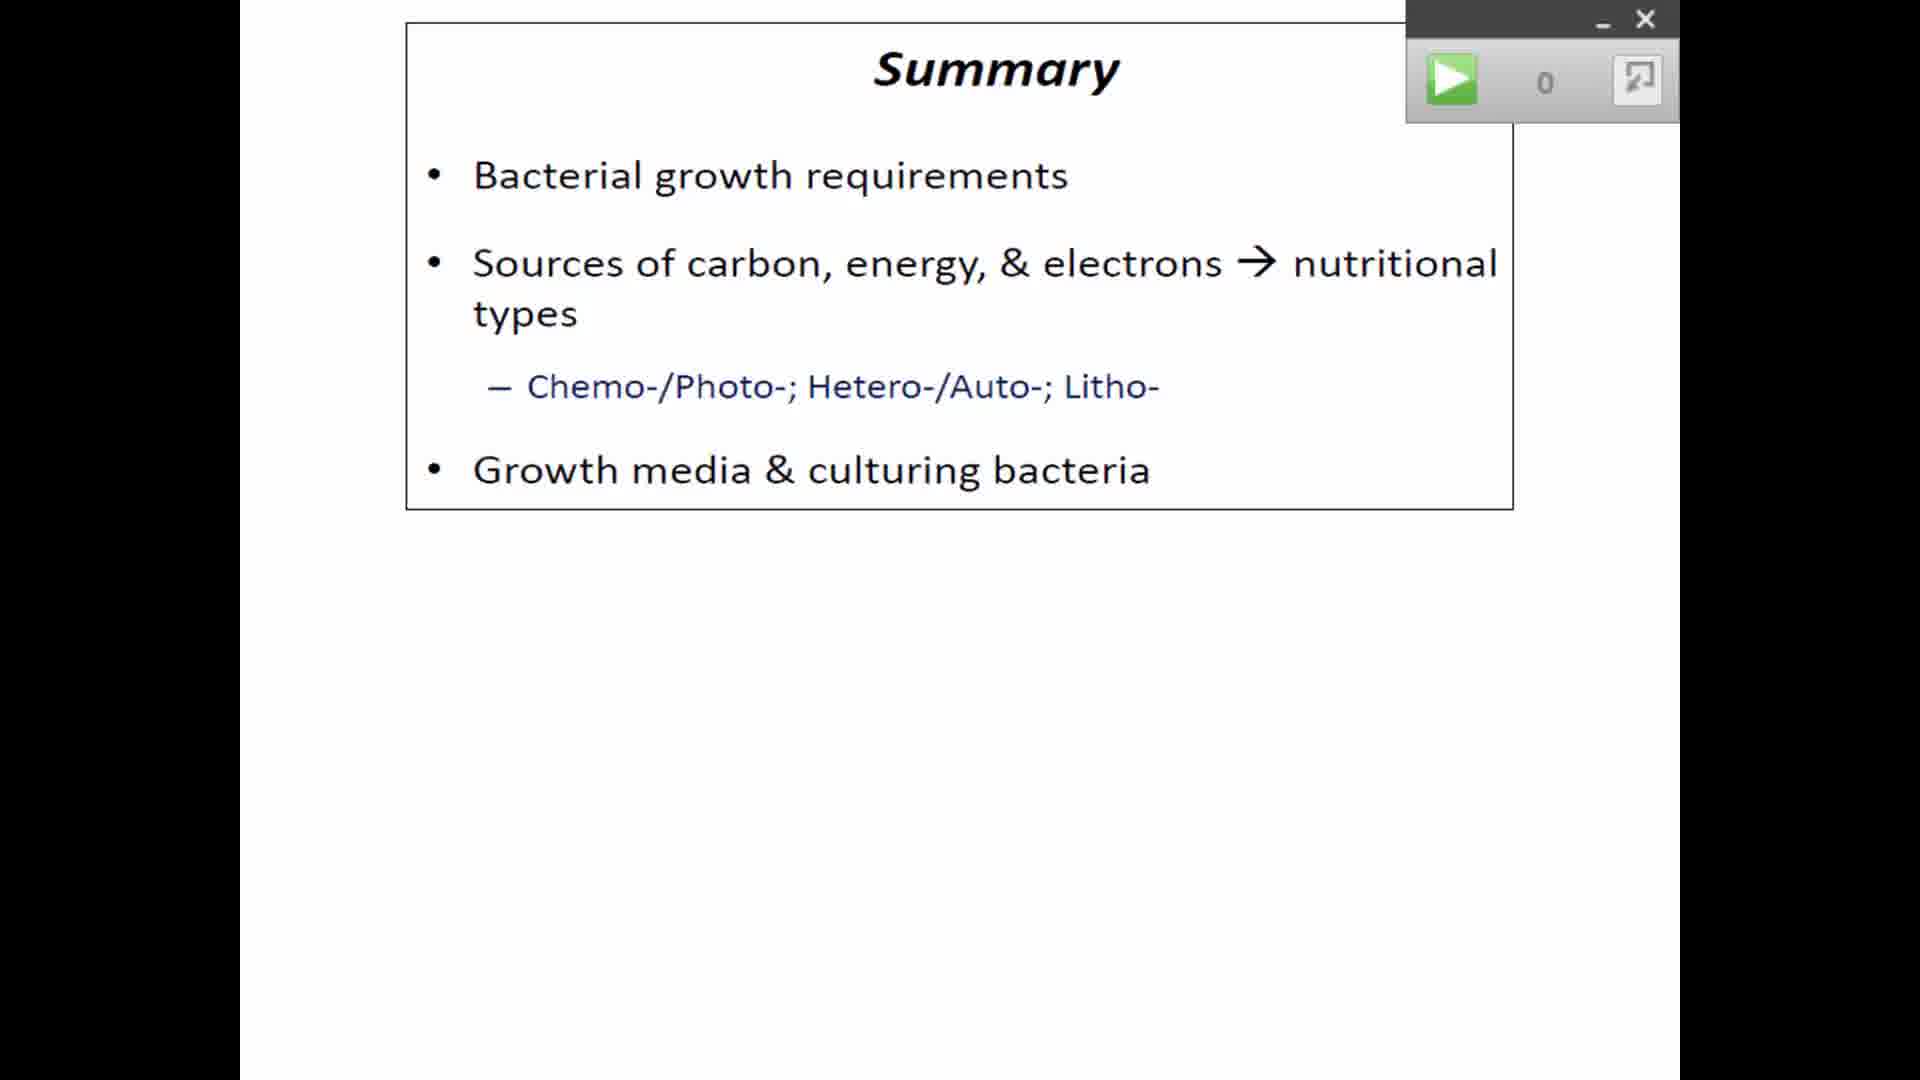 Summary
0
• Bacterial growth requirements
• Sources of carbon, energy, & electrons → nutritional
types
– Chemo-/Photo-; Hetero-/Auto-; Litho-
• Growth media & culturing bacteria